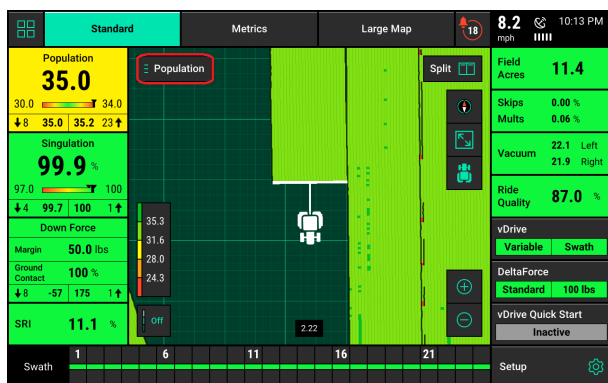 Standard
Metrics
Large Map
18
8.2
mph
10:13 PM
Population
35.0
30.0 34.0
8 35.0 35.2 23
Singulation
99.9 %
97.0 100
4 99.7 100 1
Down Force
Margin 50.0 lbs
Ground Contact 100 %
8 -57 175 1
SRI 11.1 %
Population
Split
35.3
31.6
28.0
24.3
Off
2.22
Field Acres 11.4
Skips 0.00 %
Mults 0.06 %
Vacuum 22.1 Left
21.9 Right
Ride Quality 87.0 %
vDrive
Variable Swath
DeltaForce
Standard 100 lbs
vDrive Quick Start
Inactive
Swath 1 6 11 16 21
Setup